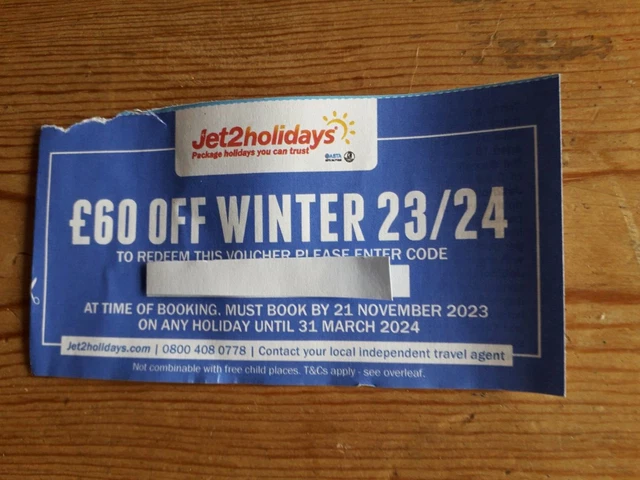 Jet2holidays
Package holidays you can trust
ABTA
£60 OFF WINTER 23/24
TO REDEEM THIS VOUCHER PLEASE ENTER CODE
AT TIME OF BOOKING. MUST BOOK BY 21 NOVEMBER 2023
ON ANY HOLIDAY UNTIL 31 MARCH 2024
Jet2holidays.com | 0800 408 0778 | Contact your local independent travel agent
Not combinable with free child places. T&Cs apply - see overleaf.